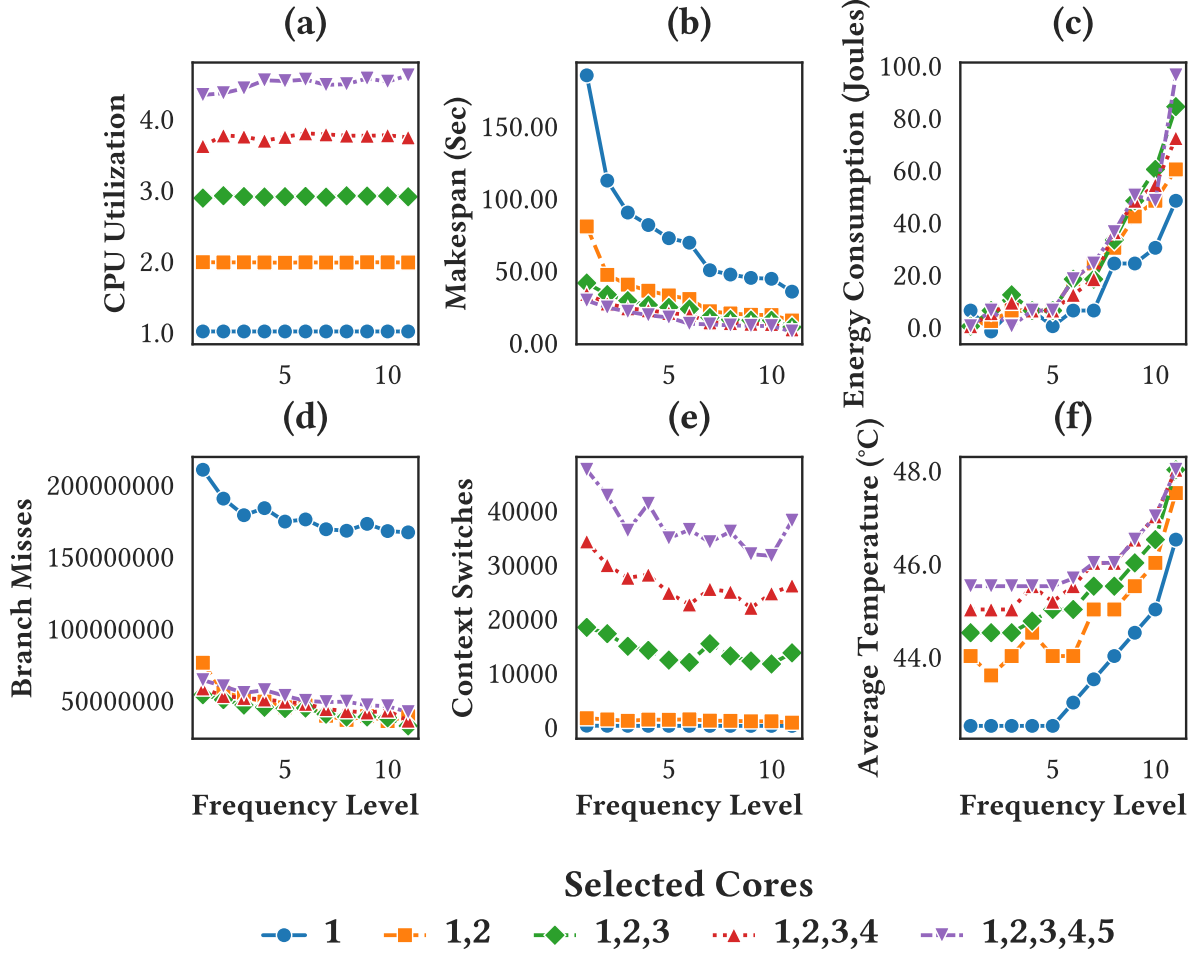 (a)
(b)
(c)
CPU Utilization
4.0
3.0
2.0
1.0
5
10
Makespan (Sec)
150.00
100.00
50.00
0.00
5
10
Energy Consumption (Joules)
100.0
80.0
60.0
40.0
20.0
0.0
5
10
(d)
(e)
(f)
Branch Misses
200000000
150000000
100000000
50000000
5
10
Frequency Level
Context Switches
40000
30000
20000
10000
0
5
10
Frequency Level
Average Temperature (°C)
48.0
46.0
44.0
5
10
Frequency Level
Selected Cores
1
1,2
1,2,3
1,2,3,4
1,2,3,4,5